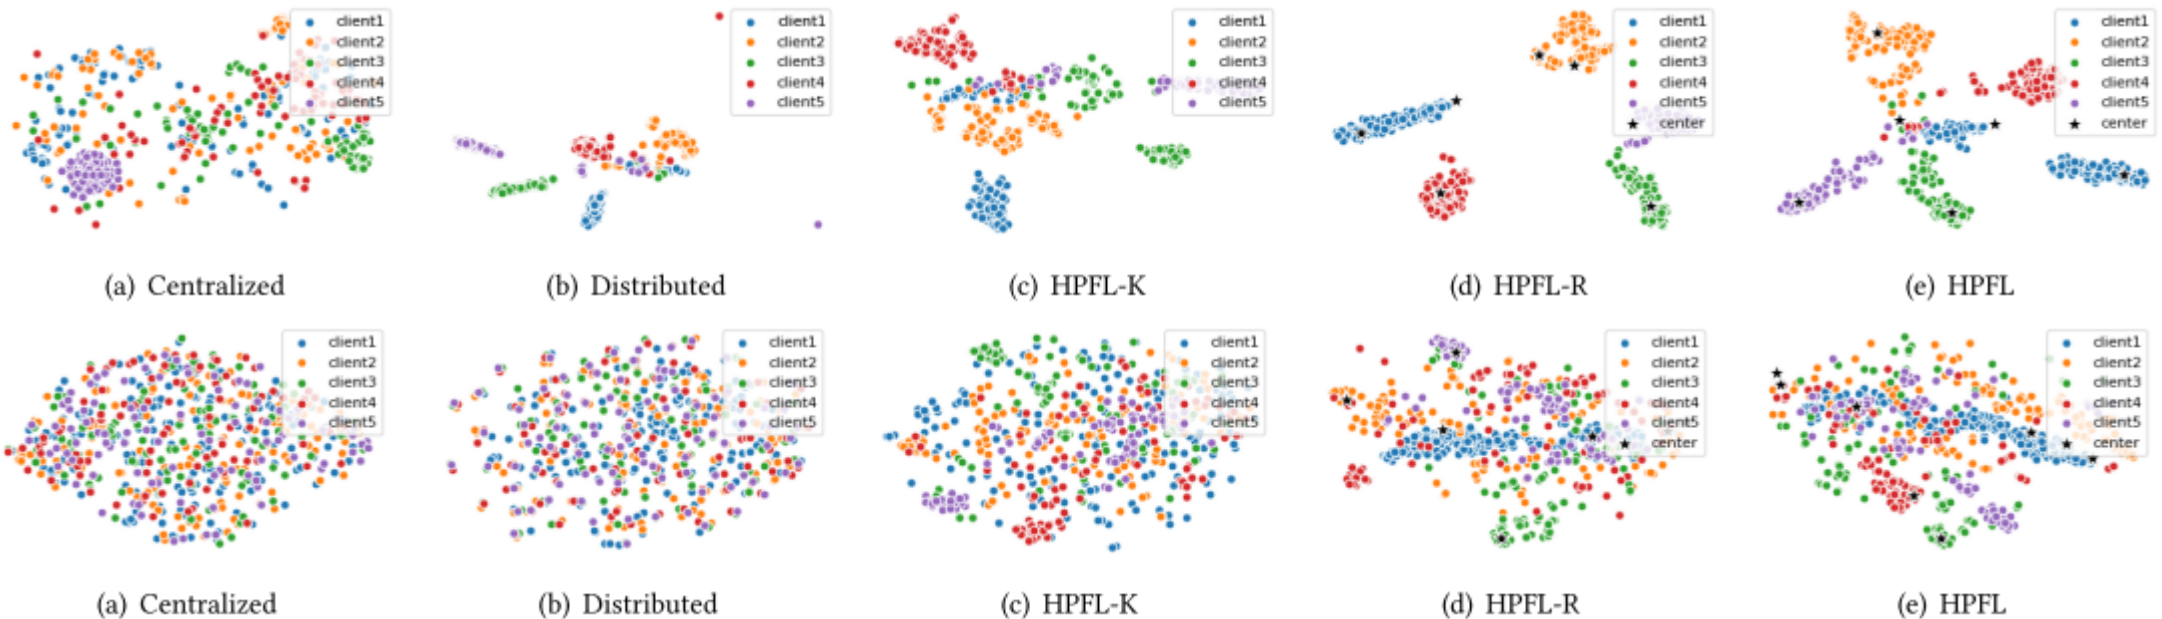 client1
client2
client3
client4
client5
client1
client2
client3
client4
client5
client1
client2
client3
client4
client5
client1
client2
client3
client4
client5
center
client1
client2
client3
client4
client5
center
(a) Centralized
(b) Distributed
(c) HPFL-K
(d) HPFL-R
(e) HPFL
client1
client2
client3
client4
client5
client1
client2
client3
client4
client5
client1
client2
client3
client4
client5
client1
client2
client3
client4
client5
center
client1
client2
client3
client4
client5
center
(a) Centralized
(b) Distributed
(c) HPFL-K
(d) HPFL-R
(e) HPFL